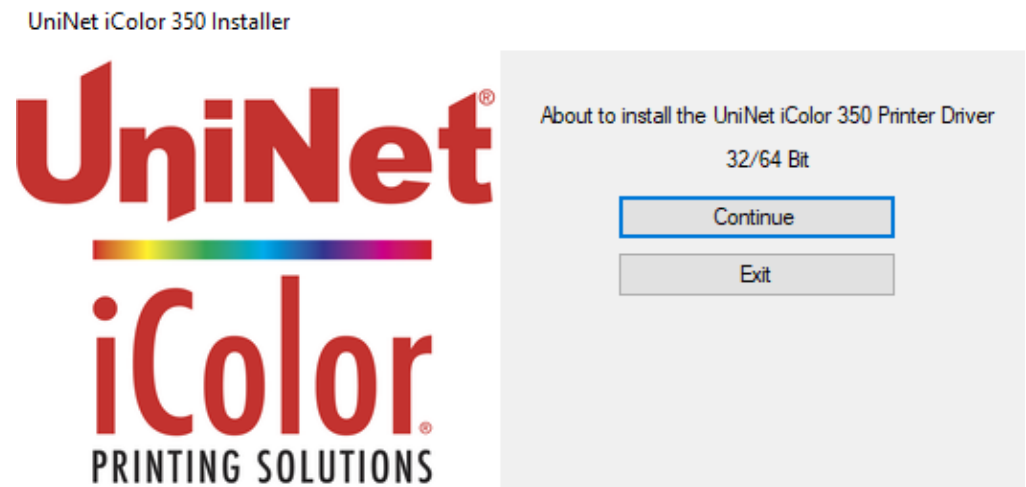 UniNet iColor 350 Installer
UniNet®
iColor®
PRINTING SOLUTIONS
About to install the UniNet iColor 350 Printer Driver
32/64 Bit
Continue
Exit